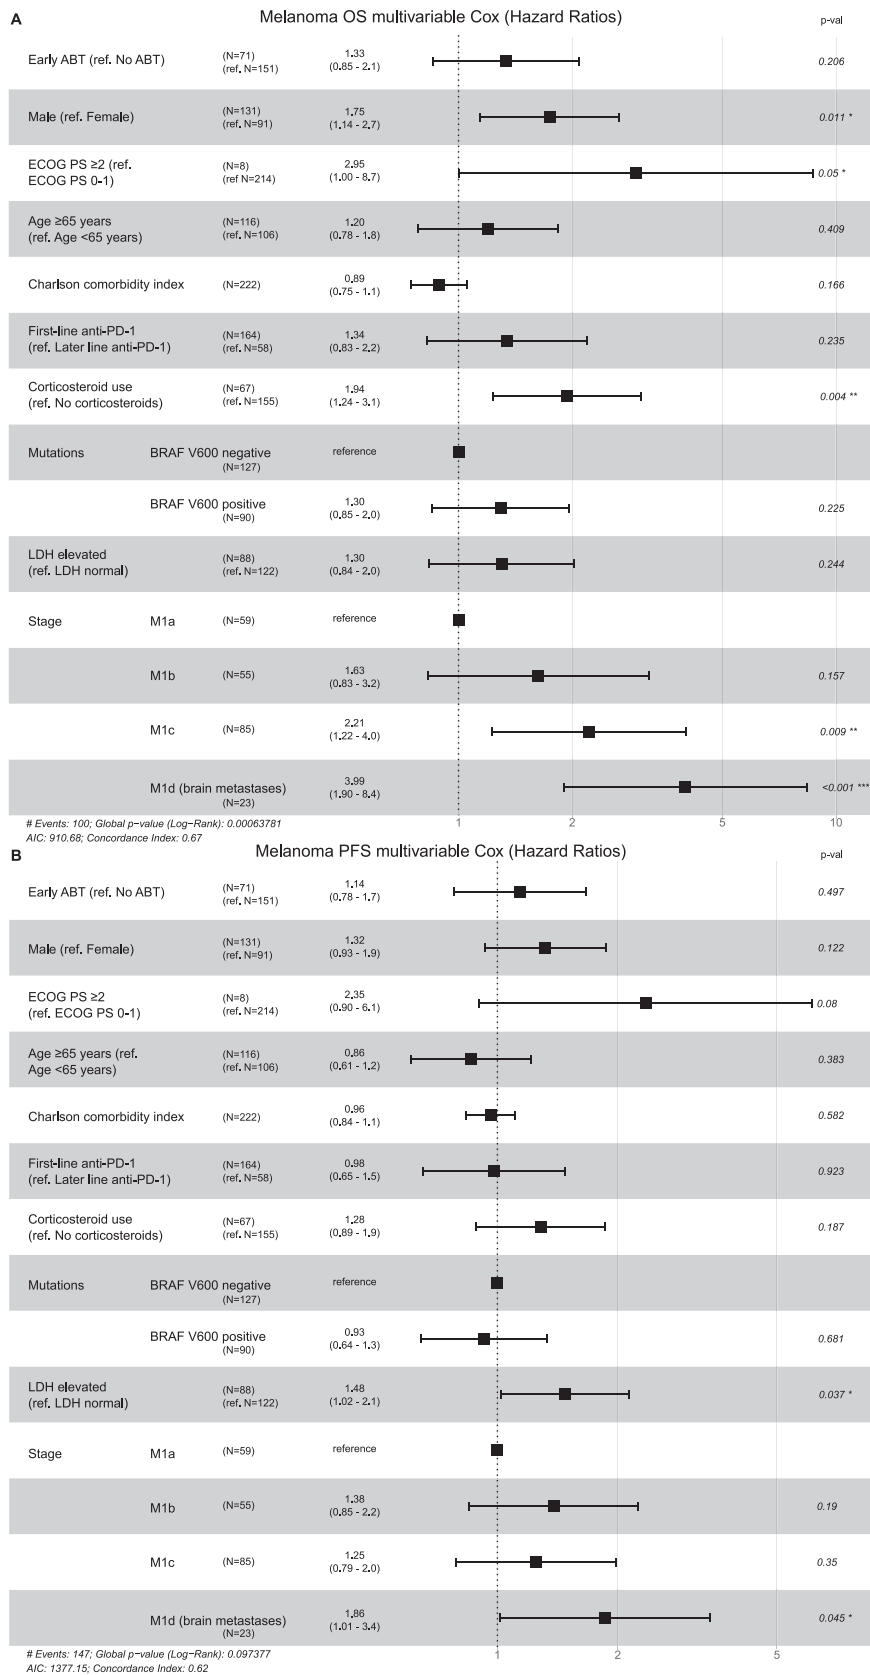 A
Melanoma OS multivariable Cox (Hazard Ratios)
p-val
Early ABT (ref. No ABT)
(N=71)
(ref. N=151)
1.33
(0.85 - 2.1)
0.206
Male (ref. Female)
(N=131)
(ref. N=91)
1.75
(1.14 - 2.7)
0.011 *
ECOG PS ≥2 (ref.
ECOG PS 0-1)
(N=8)
(ref N=214)
2.95
(1.00 - 8.7)
0.05 *
Age ≥65 years
(ref. Age <65 years)
(N=116)
(ref. N=106)
1.20
(0.78 - 1.8)
0.409
Charlson comorbidity index
(N=222)
0.89
(0.75 - 1.1)
0.166
First-line anti-PD-1
(ref. Later line anti-PD-1)
(N=164)
(ref. N=58)
1.34
(0.83 - 2.2)
0.235
Corticosteroid use
(ref. No corticosteroids)
(N=67)
(ref. N=155)
1.94
(1.24 - 3.1)
0.004 **
Mutations
BRAF V600 negative
(N=127)
reference
BRAF V600 positive
(N=90)
1.30
(0.85 - 2.0)
0.225
LDH elevated
(ref. LDH normal)
(N=88)
(ref. N=122)
1.30
(0.84 - 2.0)
0.244
Stage
M1a
(N=59)
reference
M1b
(N=55)
1.63
(0.83 - 3.2)
0.157
M1c
(N=85)
2.21
(1.22 - 4.0)
0.009 **
M1d (brain metastases)
(N=23)
3.99
(1.90 - 8.4)
<0.001 ***
# Events: 100; Global p−value (Log−Rank): 0.00063781
AIC: 910.68; Concordance Index: 0.67
1
2
5
10
B
Melanoma PFS multivariable Cox (Hazard Ratios)
p-val
Early ABT (ref. No ABT)
(N=71)
(ref. N=151)
1.14
(0.78 - 1.7)
0.497
Male (ref. Female)
(N=131)
(ref. N=91)
1.32
(0.93 - 1.9)
0.122
ECOG PS ≥2
(ref. ECOG PS 0-1)
(N=8)
(ref. N=214)
2.35
(0.90 - 6.1)
0.08
Age ≥65 years (ref.
Age <65 years)
(N=116)
(ref. N=106)
0.86
(0.61 - 1.2)
0.383
Charlson comorbidity index
(N=222)
0.96
(0.84 - 1.1)
0.582
First-line anti-PD-1
(ref. Later line anti-PD-1)
(N=164)
(ref. N=58)
0.98
(0.65 - 1.5)
0.923
Corticosteroid use
(ref. No corticosteroids)
(N=67)
(ref. N=155)
1.28
(0.89 - 1.9)
0.187
Mutations
BRAF V600 negative
(N=127)
reference
BRAF V600 positive
(N=90)
0.93
(0.64 - 1.3)
0.681
LDH elevated
(ref. LDH normal)
(N=88)
(ref. N=122)
1.48
(1.02 - 2.1)
0.037 *
Stage
M1a
(N=59)
reference
M1b
(N=55)
1.38
(0.85 - 2.2)
0.19
M1c
(N=85)
1.25
(0.79 - 2.0)
0.35
M1d (brain metastases)
(N=23)
1.86
(1.01 - 3.4)
0.045 *
# Events: 147; Global p−value (Log−Rank): 0.097377
AIC: 1377.15; Concordance Index: 0.62
1
2
5